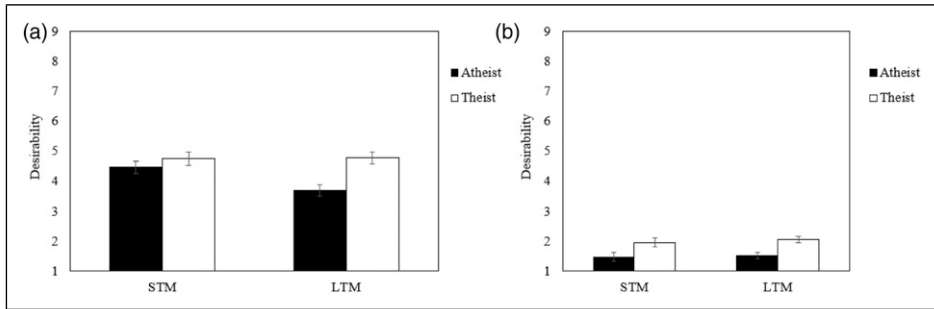 (a)
9
8
7
6
5
4
3
2
1
Desirability
STM
LTM
Atheist
Theist
(b)
9
8
7
6
5
4
3
2
1
Desirability
STM
LTM
Atheist
Theist